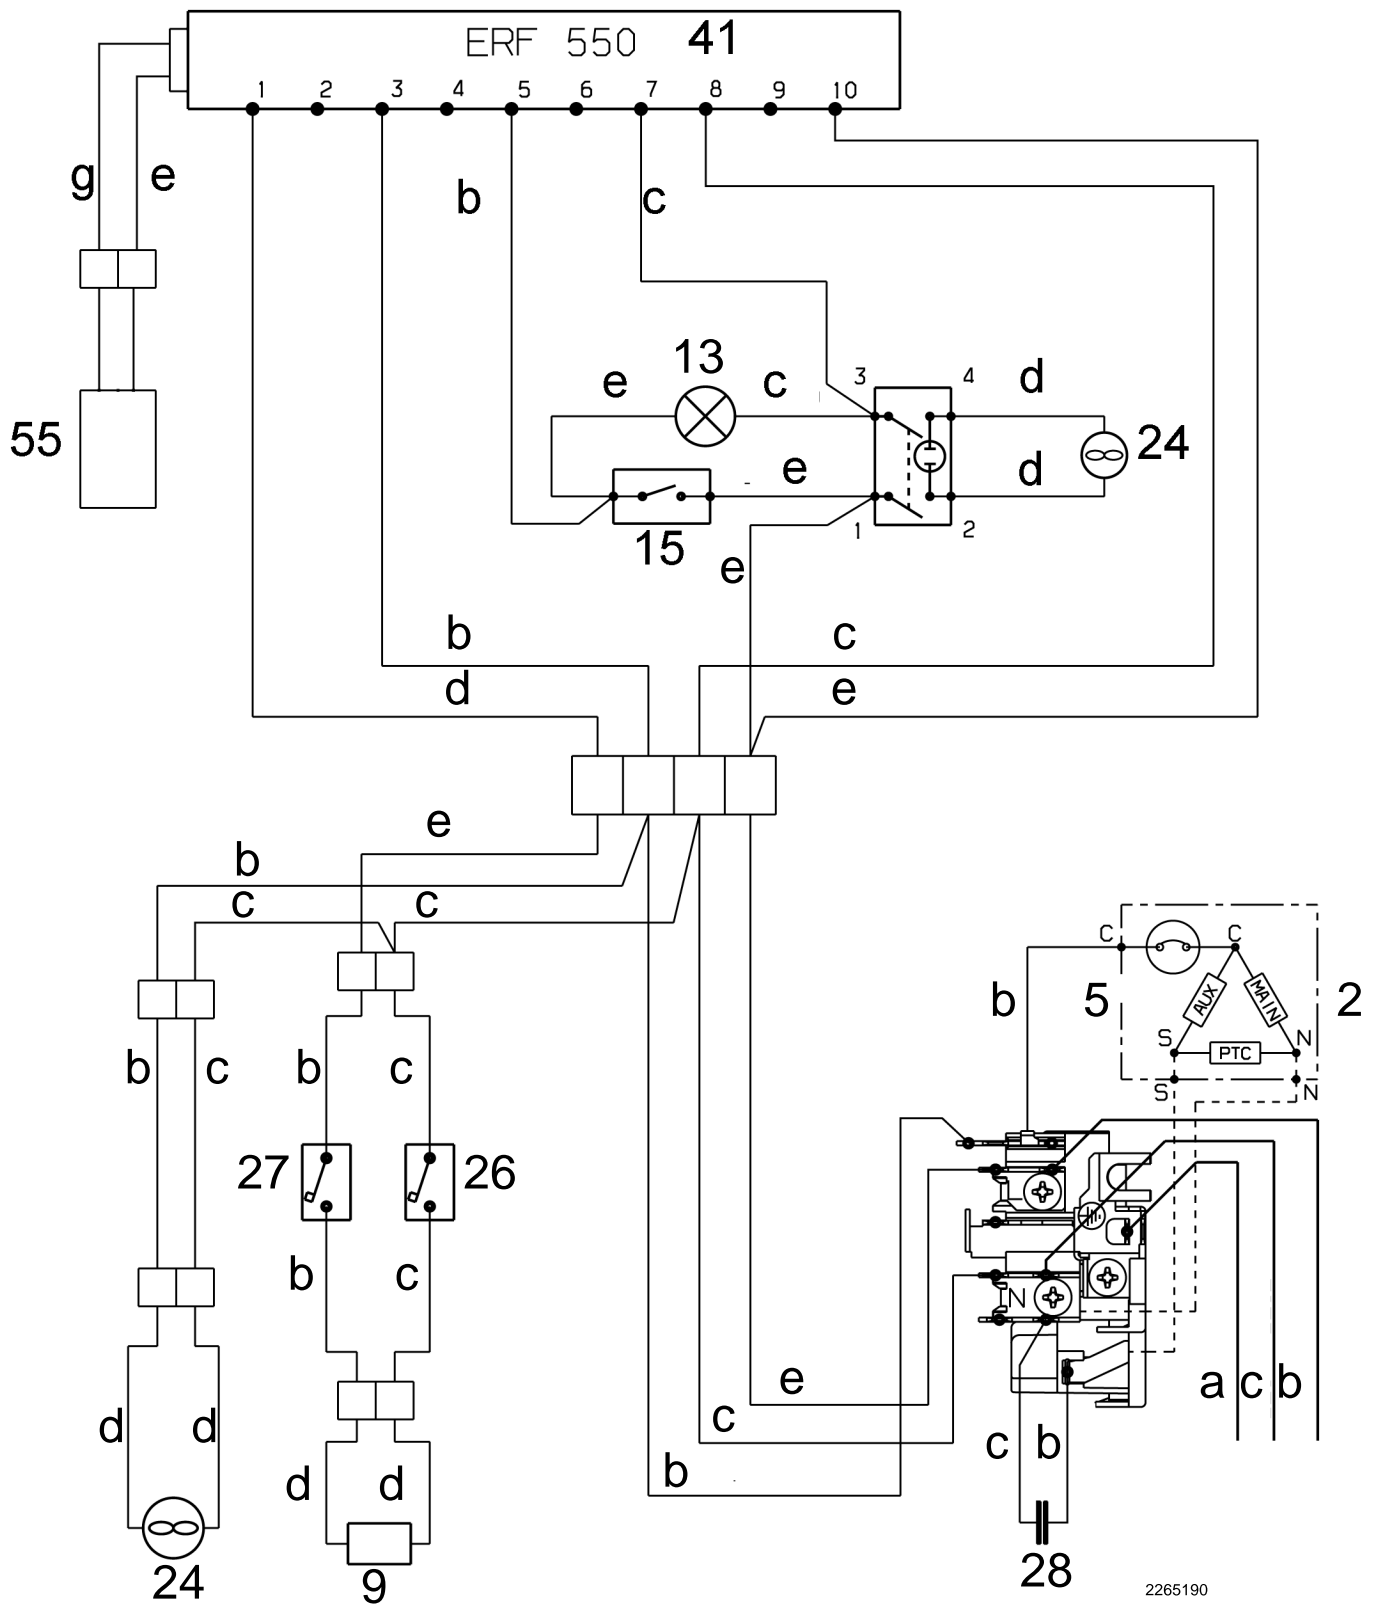 ERF 550 41
1 2 3 4 5 6 7 8 9 10
g e b c
13
e c 3 4 d
55 24
e d
15 1 2
e
b c
d e
e
b
c c
C C
b 5 AUX MAIN 2
S PTC N
b c b c S N
27 26
b c N
e a c b
d d c
c b
d d b
24 9 28
2265190